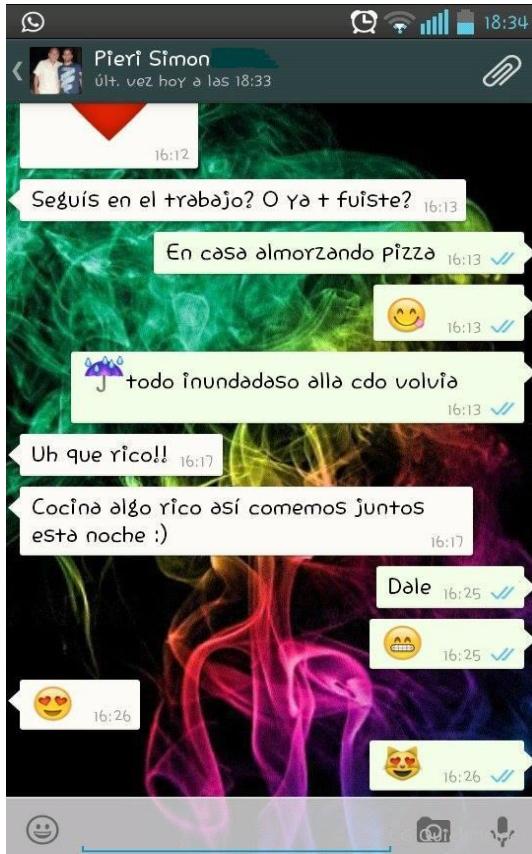 18:34
Pieri Simon
últ. vez hoy a las 18:33
16:12
Seguís en el trabajo? O ya t fuiste? 16:13
En casa almorzando pizza 16:13
16:13
todo inundadaso alla cdo volvia
16:13
Uh que rico!! 16:17
Cocina algo rico así comemos juntos
esta noche :) 16:17
Dale 16:25
16:25
16:26
16:26